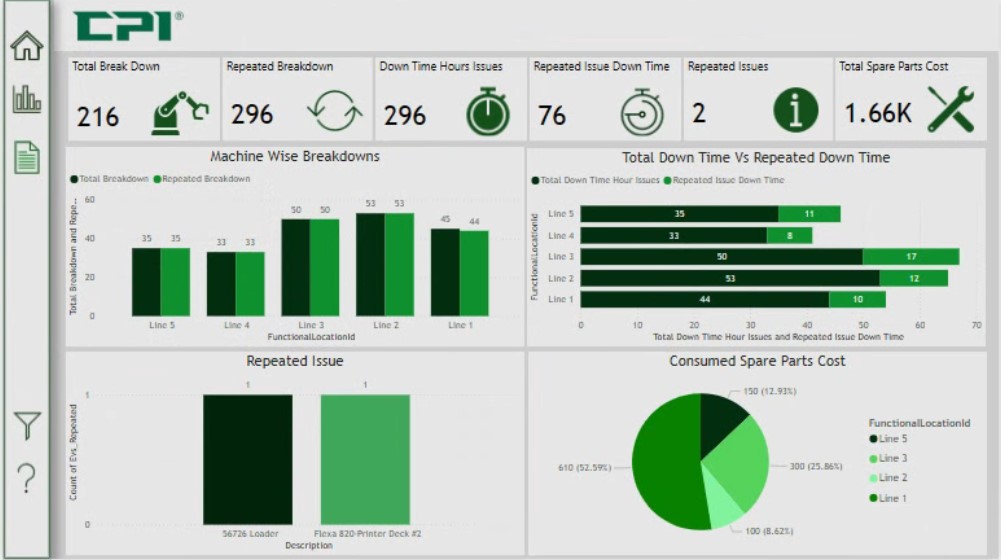 CPI®
Total Break Down
216
Repeated Breakdown
296
Down Time Hours Issues
296
Repeated Issue Down Time
76
Repeated Issues
2
Total Spare Parts Cost
1.66K
Machine Wise Breakdowns
Total Breakdown Repeated Breakdown
Total Breakdown and Repe...
60
40
20
0
35 35
33 33
50 50
53 53
45 44
Line 5 Line 4 Line 3 Line 2 Line 1
FunctionalLocationId
Total Down Time Vs Repeated Down Time
Total Down Time Hour Issues Repeated Issue Down Time
FunctionalLocationId
Line 5 35 11
Line 4 33 8
Line 3 50 17
Line 2 53 12
Line 1 44 10
0 10 20 30 40 50 60 70
Total Down Time Hour Issues and Repeated Issue Down Time
Repeated Issue
Count of Evs_Repeated
1
0
1 1
56726 Loader Flexa 820-Printer Deck #2
Description
Consumed Spare Parts Cost
150 (12.93%)
300 (25.86%)
100 (8.62%)
610 (52.59%)
FunctionalLocationId
Line 5
Line 3
Line 2
Line 1
?